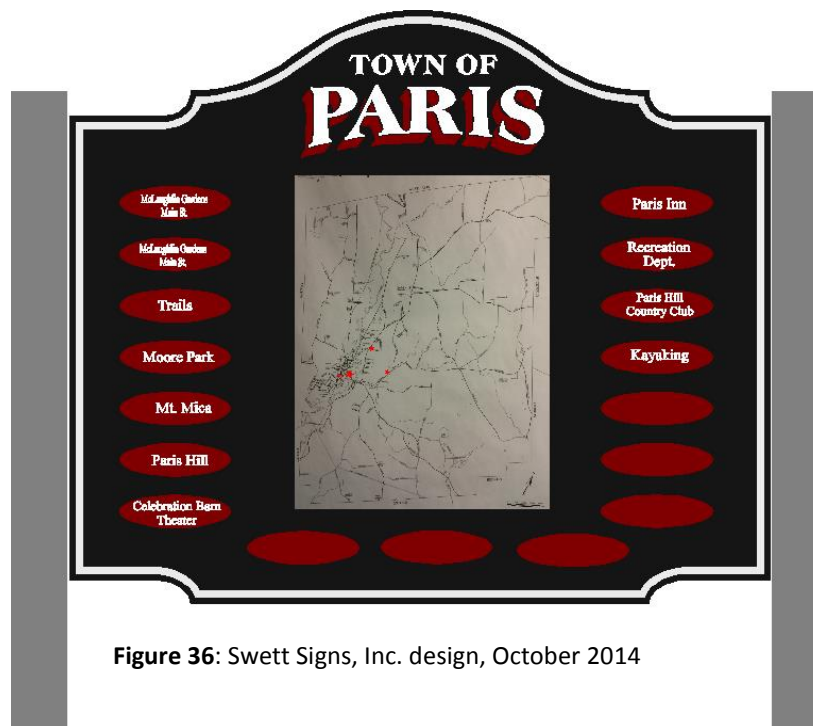 TOWN OF
PARIS
McLaughlin Gardens
Main St.
McLaughlin Gardens
Main St.
Trails
Moore Park
Mt. Mica
Paris Hill
Celebration Barn
Theater
Paris Inn
Recreation
Dept.
Paris Hill
Country Club
Kayaking
Figure 36: Swett Signs, Inc. design, October 2014